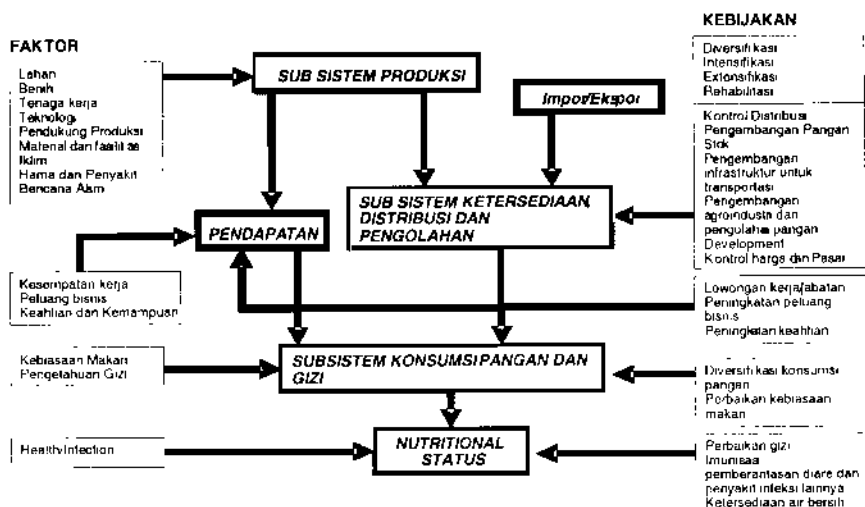 FAKTOR
Lahan
Benih
Tenaga kerja
Teknologi
Pendukung Produksi
Material dan fasilitas
Iklim
Hama dan Penyakit
Bencana Alam
Kesempatan kerja
Peluang bisnis
Keahlian dan Kemampuan
Kebiasaan Makan
Pengetahuan Gizi
Health/Infection
SUB SISTEM PRODUKSI
Impor/Ekspor
PENDAPATAN
SUB SISTEM KETERSEDIAAN,
DISTRIBUSI DAN
PENGOLAHAN
SUBSISTEM KONSUMSI PANGAN DAN
GIZI
NUTRITIONAL
STATUS
KEBIJAKAN
Diversifikasi
Intensifikasi
Extensifikasi
Rehabilitasi
Kontrol Distribusi
Pengembangan Pangan
Stok
Pengembangan
infrastruktur untuk
transportasi
Pengembangan
agroindustri dan
pengolahan pangan
Development
Kontrol harga dan Pasar
Lowongan kerja/jabatan
Peningkatan peluang
bisnis
Peningkatan keahlian
Diversifikasi konsumsi
pangan
Perbaikan kebiasaan
makan
Perbaikan gizi
Imunisasi
pemberantasan diare dan
penyakit infeksi lainnya
Ketersediaan air bersih